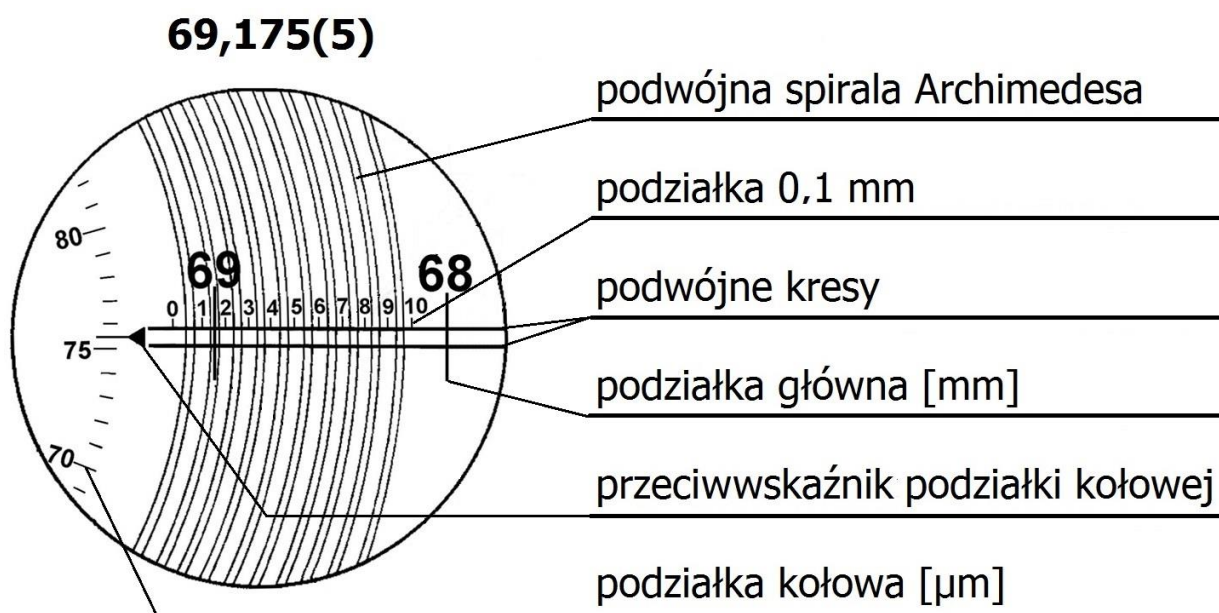 69,175(5)
podwójna spirala Archimedesa
podziałka 0,1 mm
podwójne kresy
podziałka główna [mm]
przeciwwskaźnik podziałki kołowej
podziałka kołowa [µm]
80
75
70
69
68
0 1 2 3 4 5 6 7 8 9 10